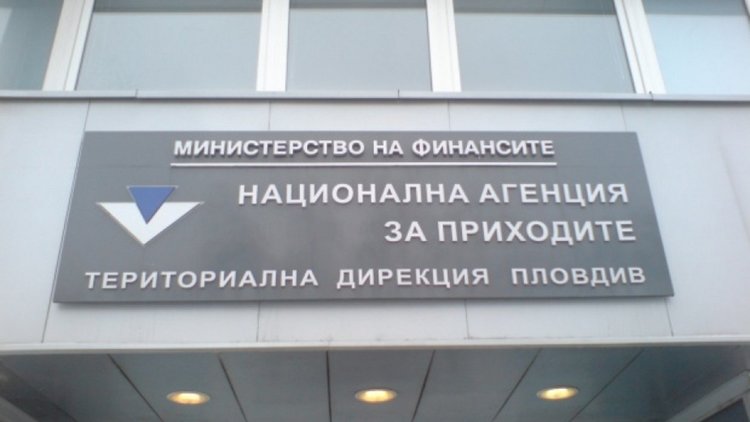 МИНИСТЕРСТВО НА ФИНАНСИТЕ
НАЦИОНАЛНА АГЕНЦИЯ
ЗА ПРИХОДИТЕ
ТЕРИТОРИАЛНА ДИРЕКЦИЯ ПЛОВДИВ